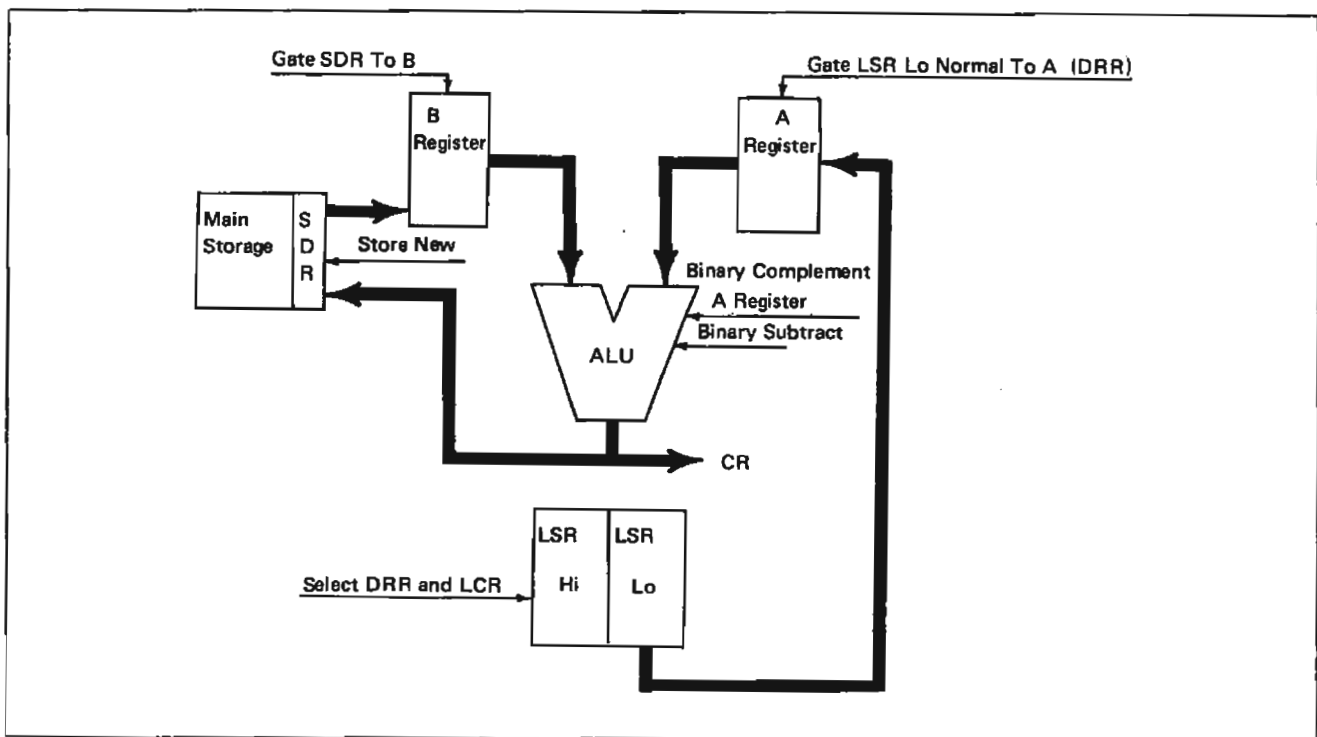 Gate SDR To B
Gate LSR Lo Normal To A (DRR)
B
Register
A
Register
Main
Storage
S
D
R
Store New
Binary Complement
A Register
Binary Subtract
ALU
CR
LSR
Hi
LSR
Lo
Select DRR and LCR